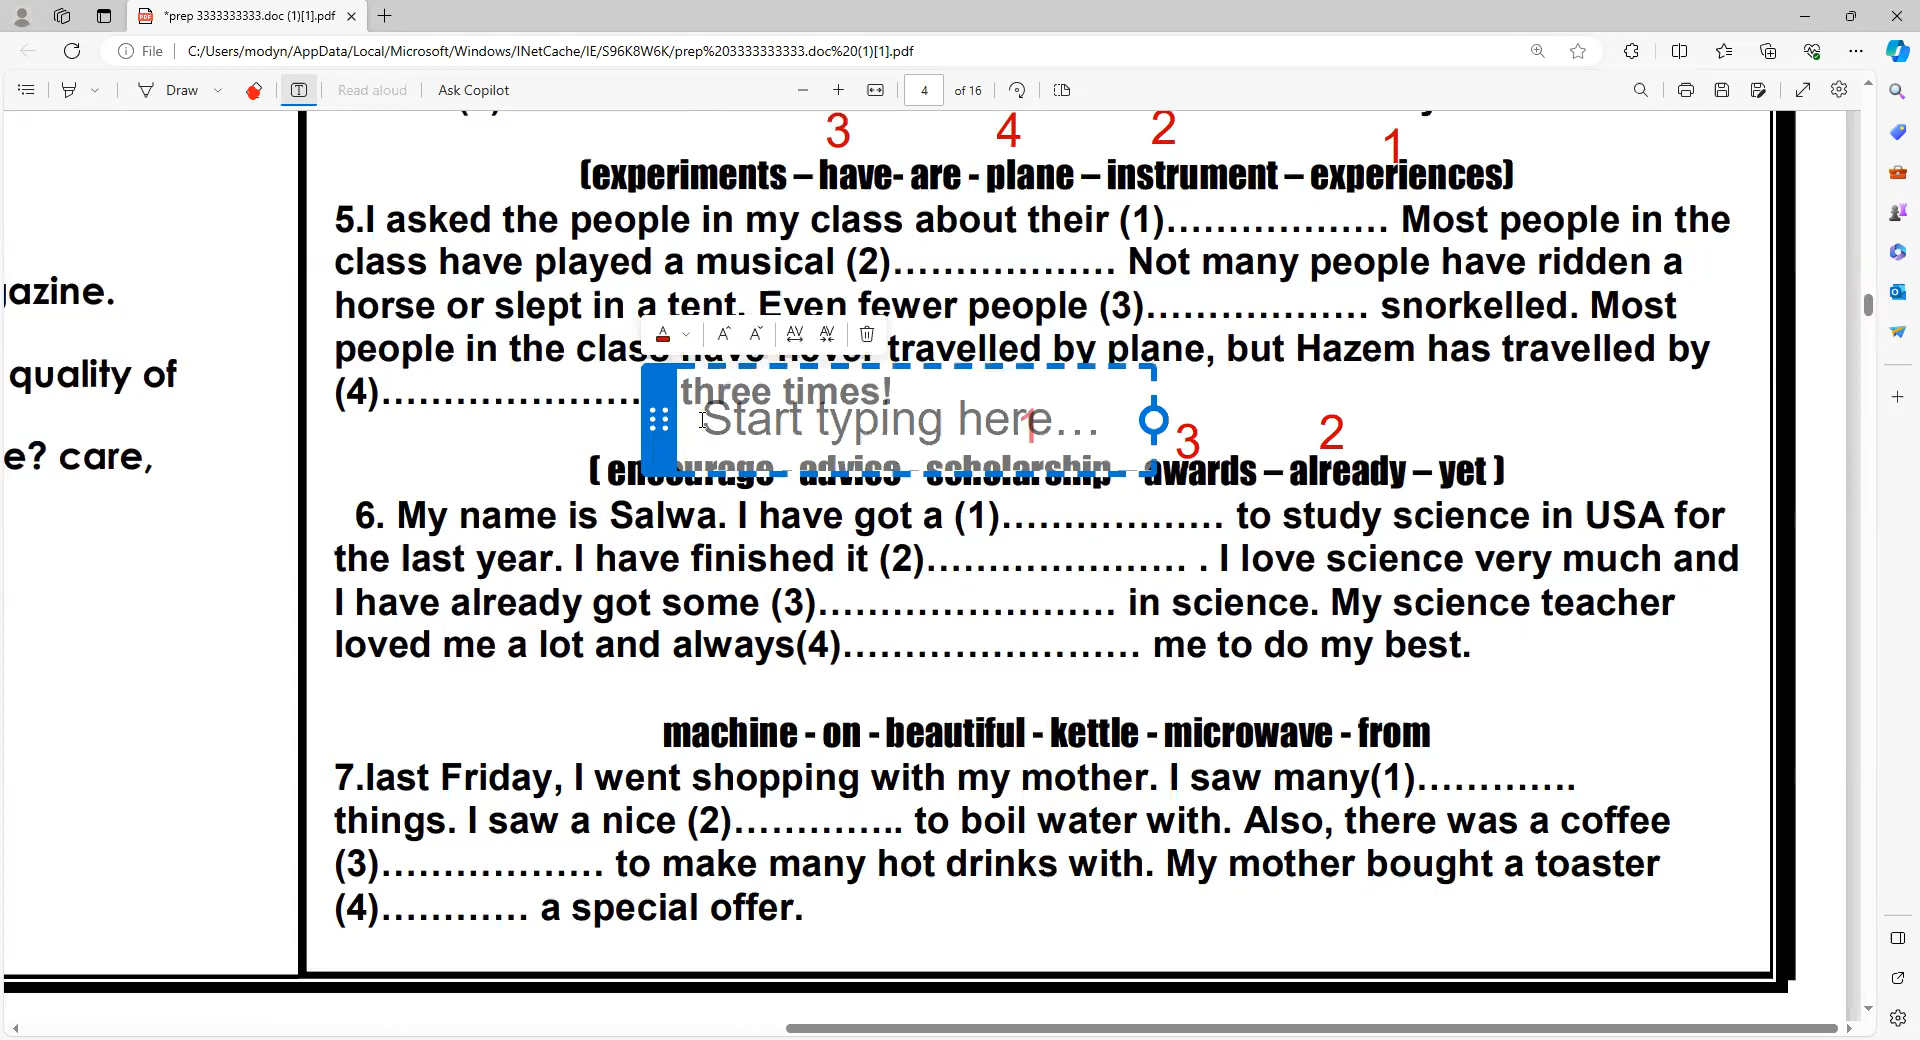 *prep 3333333333.doc (1)[1].pdf
File
C:/Users/modyn/AppData/Local/Microsoft/Windows/INetCache/IE/S96K8W6K/prep%203333333333.doc%20(1)[1].pdf
Draw
Read aloud
Ask Copilot
4 of 16
3 4 2 1
(experiments – have- are - plane – instrument – experiences)
5.I asked the people in my class about their (1)……………… Most people in the
class have played a musical (2)……………… Not many people have ridden a
horse or slept in a tent. Even fewer people (3)……………… snorkelled. Most
people in the class have never travelled by plane, but Hazem has travelled by
(4)………………… three times!
Start typing here...
1 3 2
( encourage - advice - scholarship - awards – already – yet )
6. My name is Salwa. I have got a (1)……………… to study science in USA for
the last year. I have finished it (2)………………… . I love science very much and
I have already got some (3)…………………… in science. My science teacher
loved me a lot and always(4)…………………… me to do my best.
machine - on - beautiful - kettle - microwave - from
7.last Friday, I went shopping with my mother. I saw many(1)………….
things. I saw a nice (2)………….. to boil water with. Also, there was a coffee
(3)……………… to make many hot drinks with. My mother bought a toaster
(4)………… a special offer.
azine.
quality of
e? care,